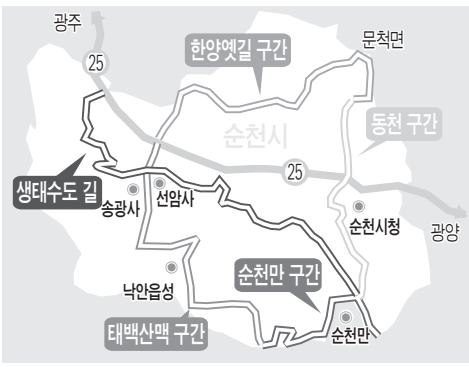 광주
25
한양옛길 구간
문척면
순천시
동천 구간
25
생태수도 길
송광사
선암사
순천시청
광양
낙안읍성
순천만 구간
태백산맥 구간
순천만